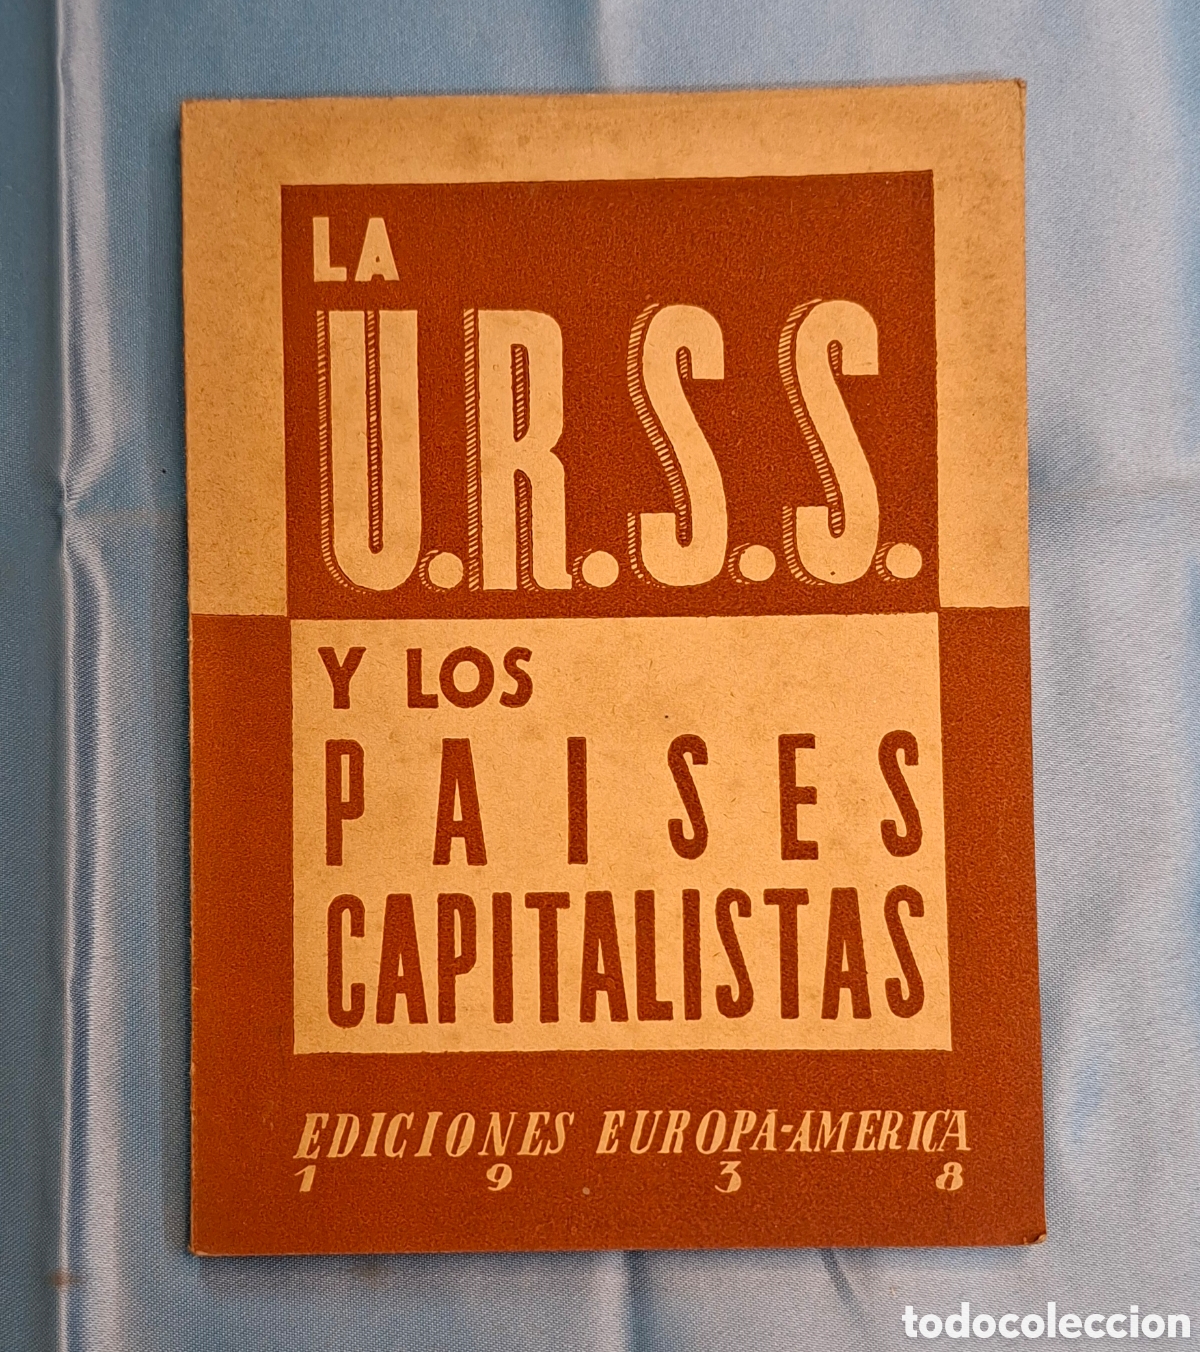 LA
U.R.S.S.
Y LOS
PAISES
CAPITALISTAS
EDICIONES EUROPA-AMERICA
1938
todocoleccion